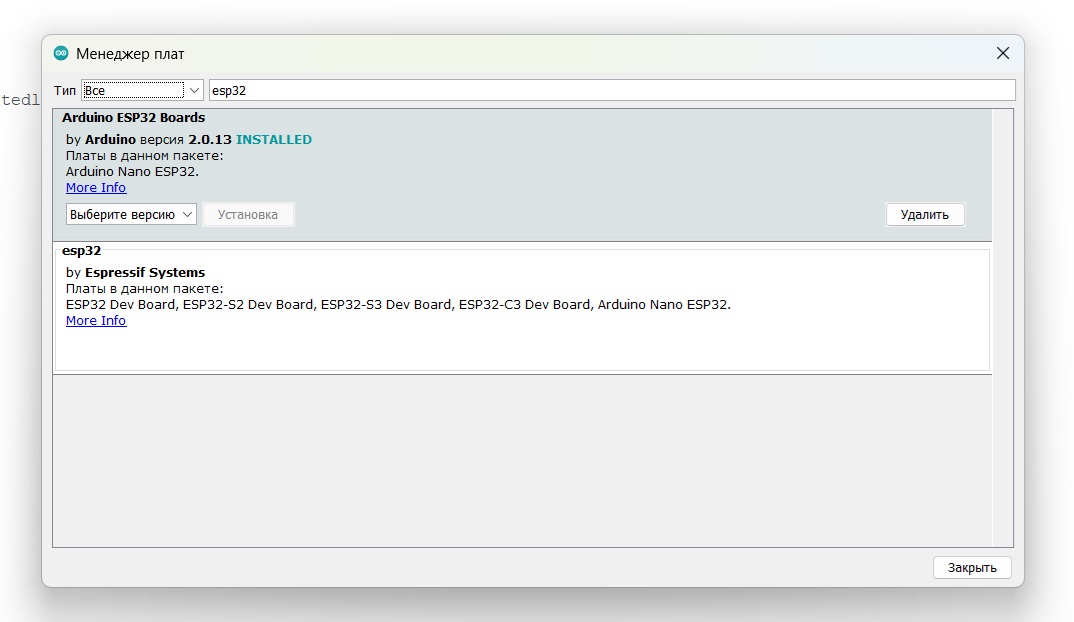 Менеджер плат
tedl
Тип Все esp32
Arduino ESP32 Boards
by Arduino версия 2.0.13 INSTALLED
Платы в данном пакете:
Arduino Nano ESP32.
More Info
Выберите версию Установка Удалить
esp32
by Espressif Systems
Платы в данном пакете:
ESP32 Dev Board, ESP32-S2 Dev Board, ESP32-S3 Dev Board, ESP32-C3 Dev Board, Arduino Nano ESP32.
More Info
Закрыть